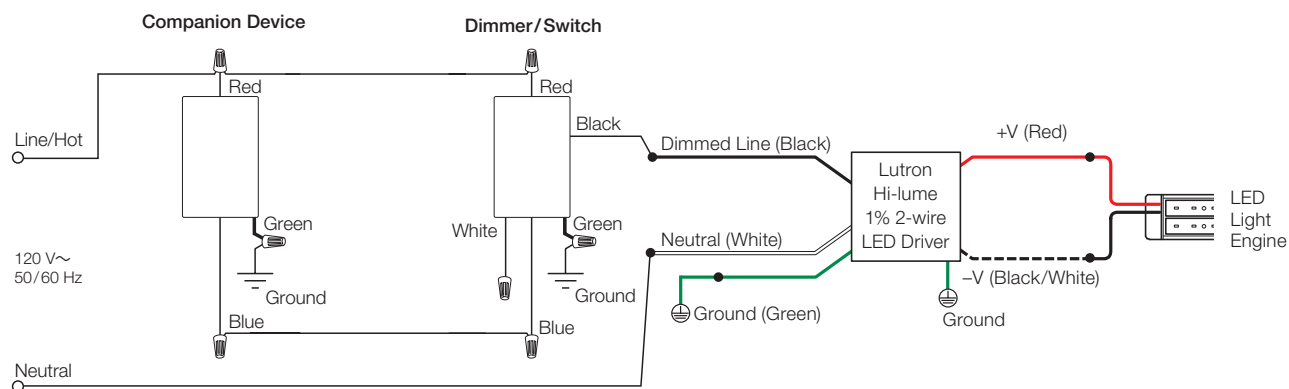 Companion Device
Dimmer/Switch
Red
Red
Line/Hot
Black
Dimmed Line (Black)
+V (Red)
Lutron
Hi-lume
1% 2-wire
LED Driver
LED
Light
Engine
Green
White
Green
Neutral (White)
120 V~
50/60 Hz
Ground
Ground
–V (Black/White)
Ground (Green)
Ground
Blue
Blue
Neutral